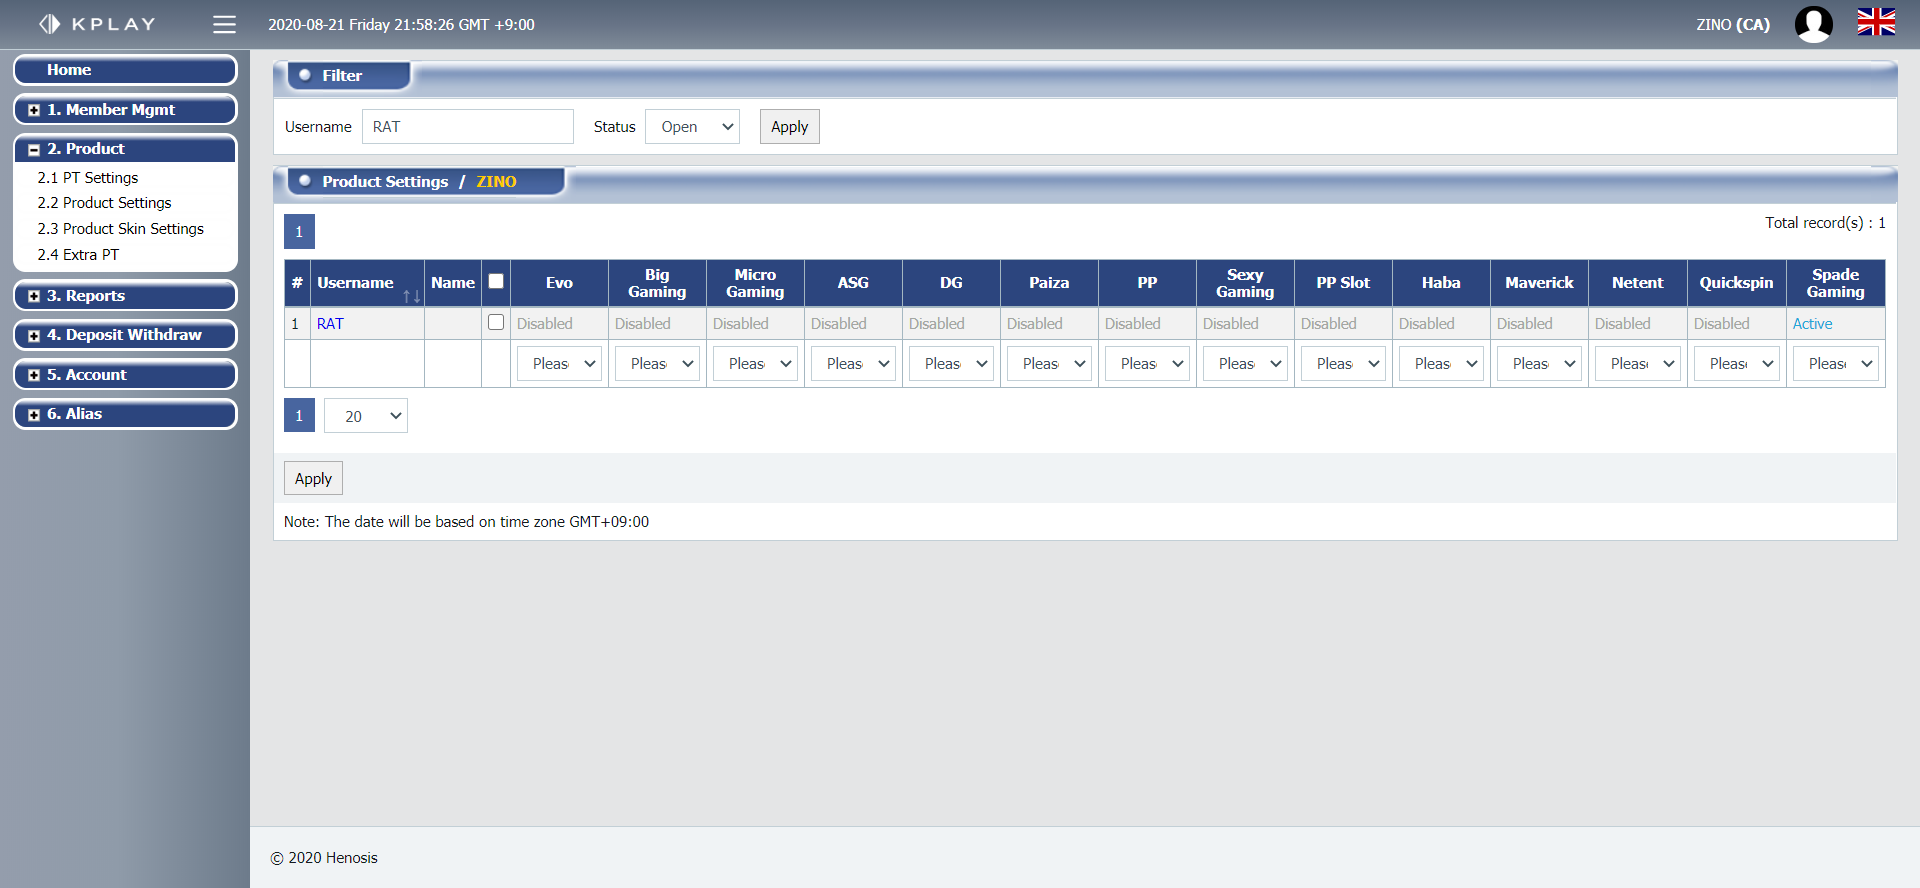 KPLAY
2020-08-21 Friday 21:58:26 GMT +9:00
ZINO (CA)
Home
1. Member Mgmt
2. Product
2.1 PT Settings
2.2 Product Settings
2.3 Product Skin Settings
2.4 Extra PT
3. Reports
4. Deposit Withdraw
5. Account
6. Alias
Filter
Username RAT Status Open Apply
Product Settings / ZINO
1
Total record(s) : 1
# Username Name Evo Big Gaming Micro Gaming ASG DG Paiza PP Sexy Gaming PP Slot Haba Maverick Netent Quickspin Spade Gaming
1 RAT Disabled Disabled Disabled Disabled Disabled Disabled Disabled Disabled Disabled Disabled Disabled Disabled Disabled Active
Pleas Pleas Pleas Pleas Pleas Pleas Pleas Pleas Pleas Pleas Pleas Pleas Pleas Pleas
1 20
Apply
Note: The date will be based on time zone GMT+09:00
© 2020 Henosis